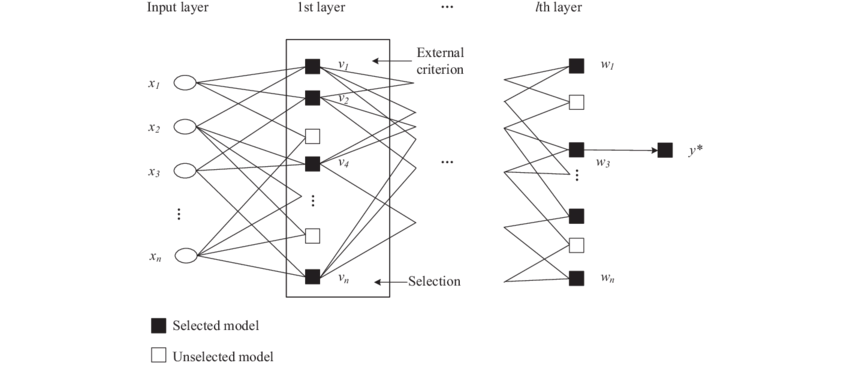 Input layer
1st layer
...
lth layer
External
criterion
v1
w1
x1
v2
x2
v4
...
w3
y*
x3
⋮
⋮
⋮
xn
vn
Selection
wn
Selected model
Unselected model